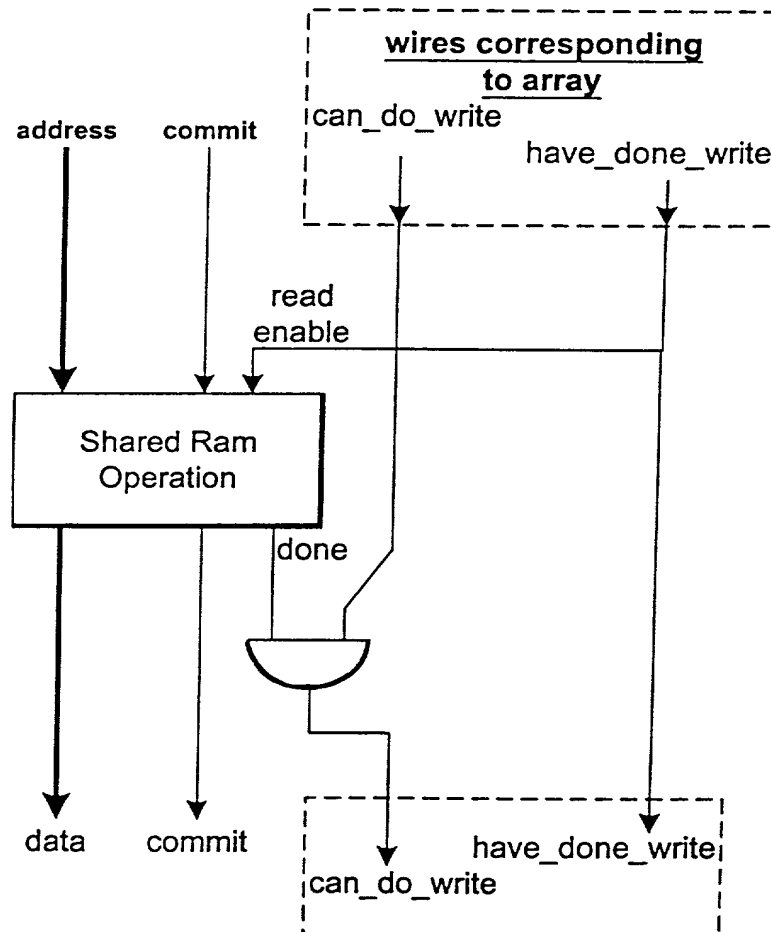 wires corresponding
to array
can_do_write
address
commit
have_done_write
read
enable
Shared Ram
Operation
done
data
commit
have_done_write
can_do_write